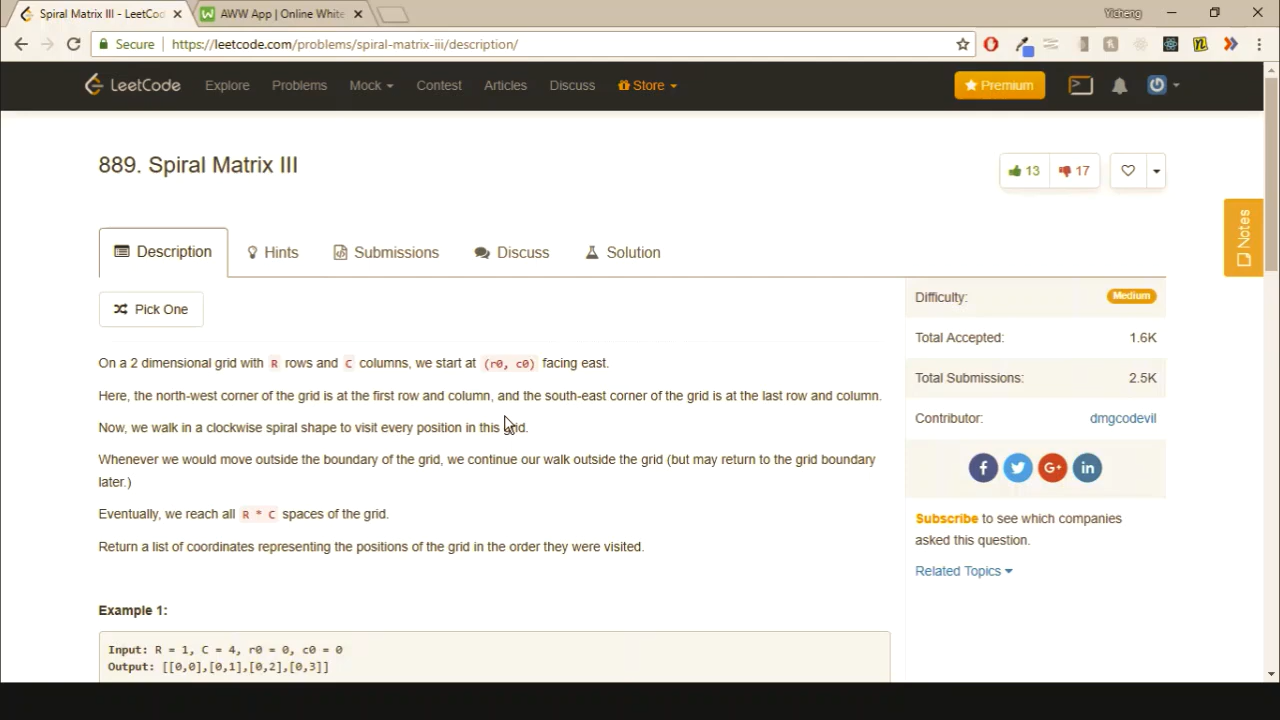 Spiral Matrix III - LeetCo
AWW App | Online White
Yicheng
Secure
https://leetcode.com/problems/spiral-matrix-iii/description/
LeetCode
Explore
Problems
Mock
Contest
Articles
Discuss
Store
Premium
889. Spiral Matrix III
13
17
Notes
Description
Hints
Submissions
Discuss
Solution
Pick One
On a 2 dimensional grid with R rows and C columns, we start at (r0, c0) facing east.
Here, the north-west corner of the grid is at the first row and column, and the south-east corner of the grid is at the last row and column.
Now, we walk in a clockwise spiral shape to visit every position in this grid.
Whenever we would move outside the boundary of the grid, we continue our walk outside the grid (but may return to the grid boundary
later.)
Eventually, we reach all R * C spaces of the grid.
Return a list of coordinates representing the positions of the grid in the order they were visited.
Example 1:
Input: R = 1, C = 4, r0 = 0, c0 = 0
Output: [[0,0],[0,1],[0,2],[0,3]]
Difficulty: Medium
Total Accepted: 1.6K
Total Submissions: 2.5K
Contributor: dmgcodevil
Subscribe to see which companies
asked this question.
Related Topics